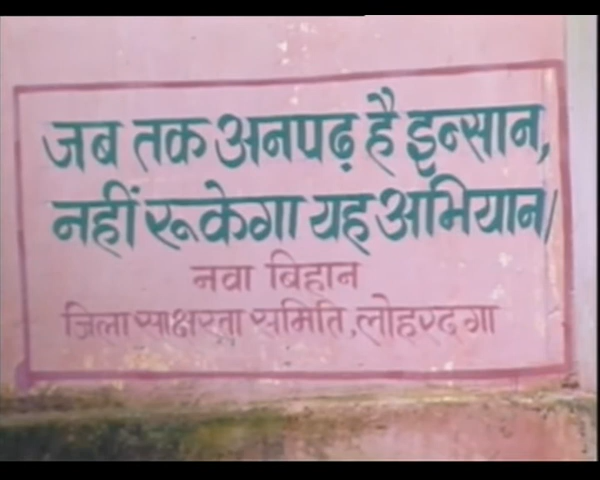 जब तक अनपढ़ है इन्सान,
नहीं रूकेगा यह अभियान।
नवा बिहान
जिला साक्षरता समिति, लोहरदगा